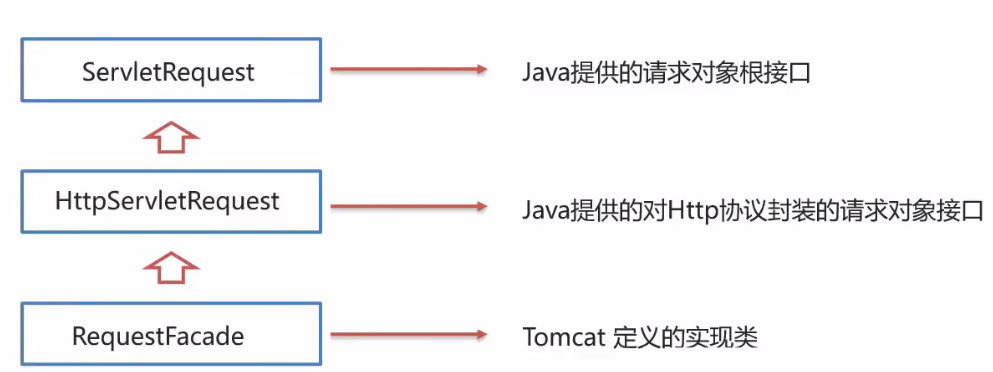 ServletRequest Java提供的请求对象根接口
HttpServletRequest Java提供的对Http协议封装的请求对象接口
RequestFacade Tomcat 定义的实现类